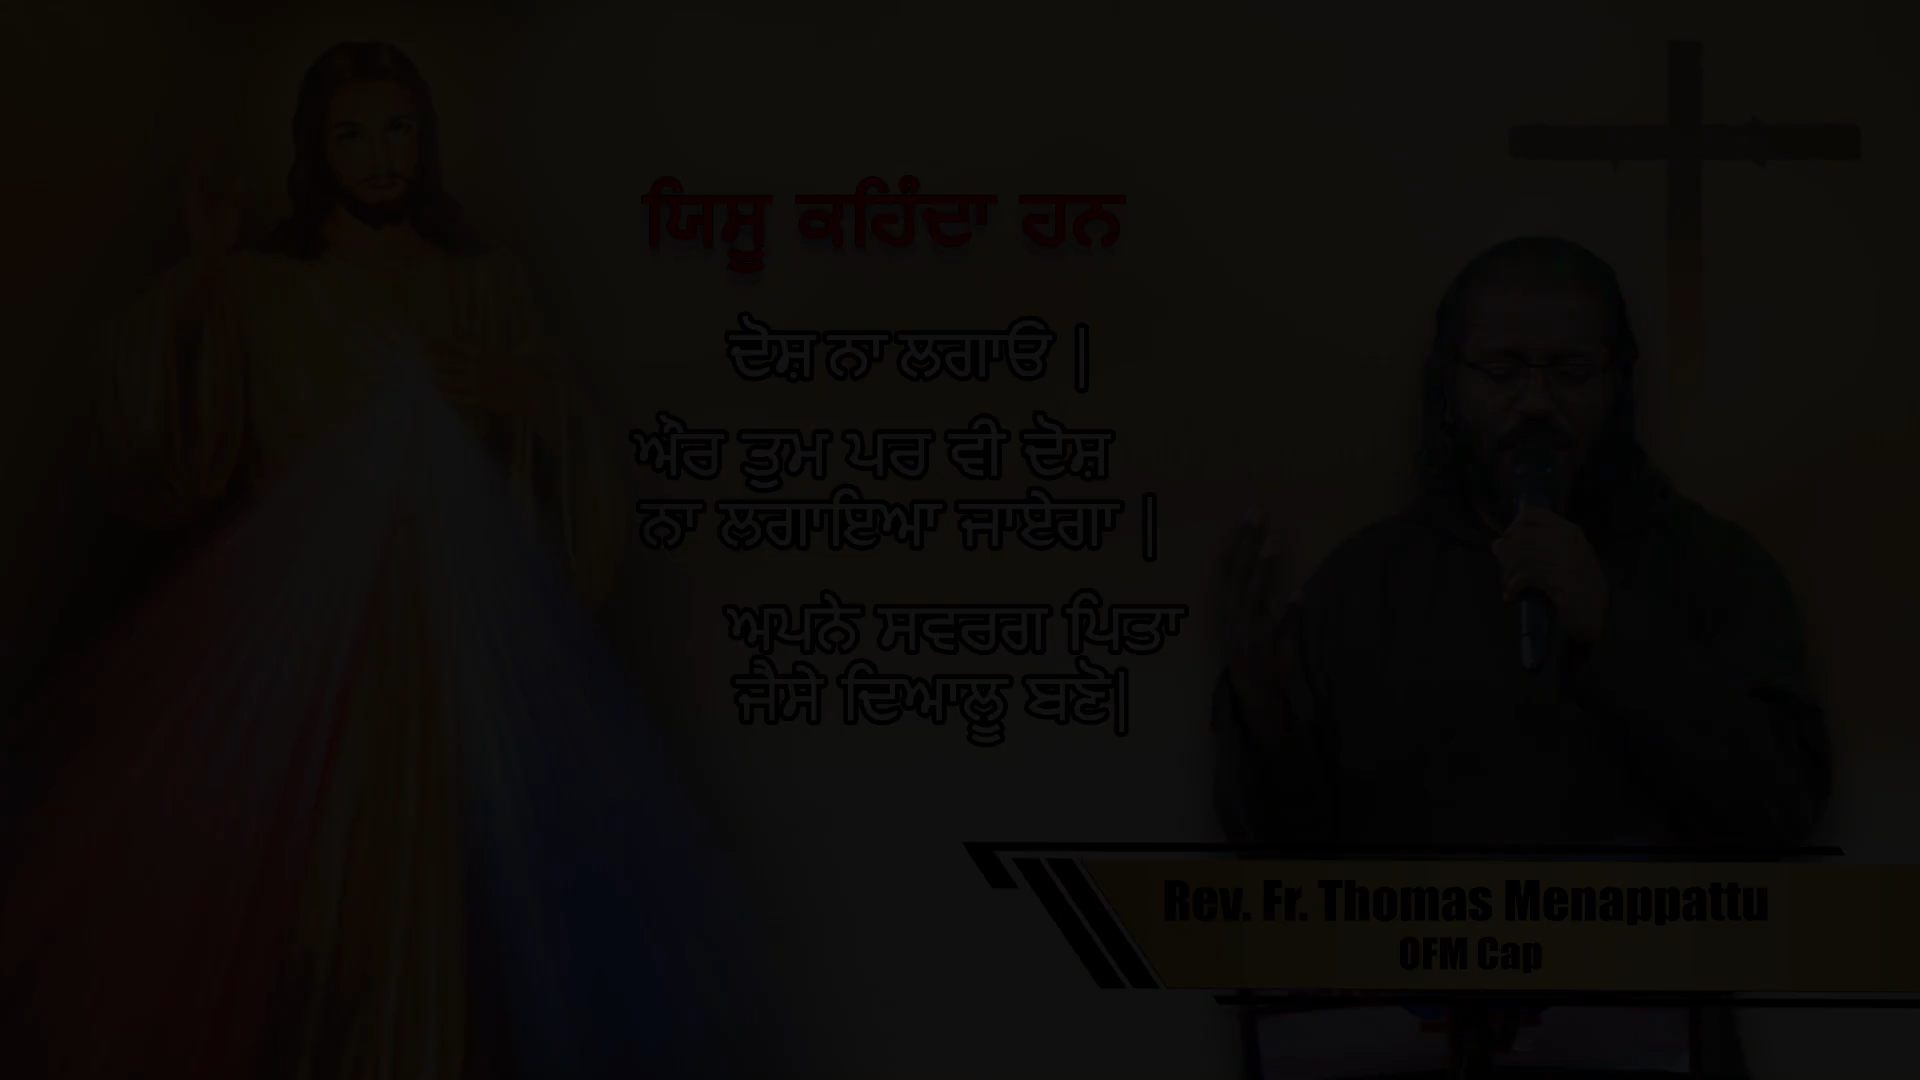 ਯਿਸੂ ਕਹਿੰਦਾ ਹਨ
ਦੋਸ਼ ਨਾ ਲਗਾਓ |
ਔਰ ਤੁਮ ਪਰ ਵੀ ਦੋਸ਼
ਨਾ ਲਗਾਇਆ ਜਾਏਗਾ |
ਅਪਨੇ ਸਵਰਗ ਪਿਤਾ
ਜੈਸੇ ਦਿਆਲੂ ਬਣੋ|
Rev. Fr. Thomas Menappattu
OFM Cap